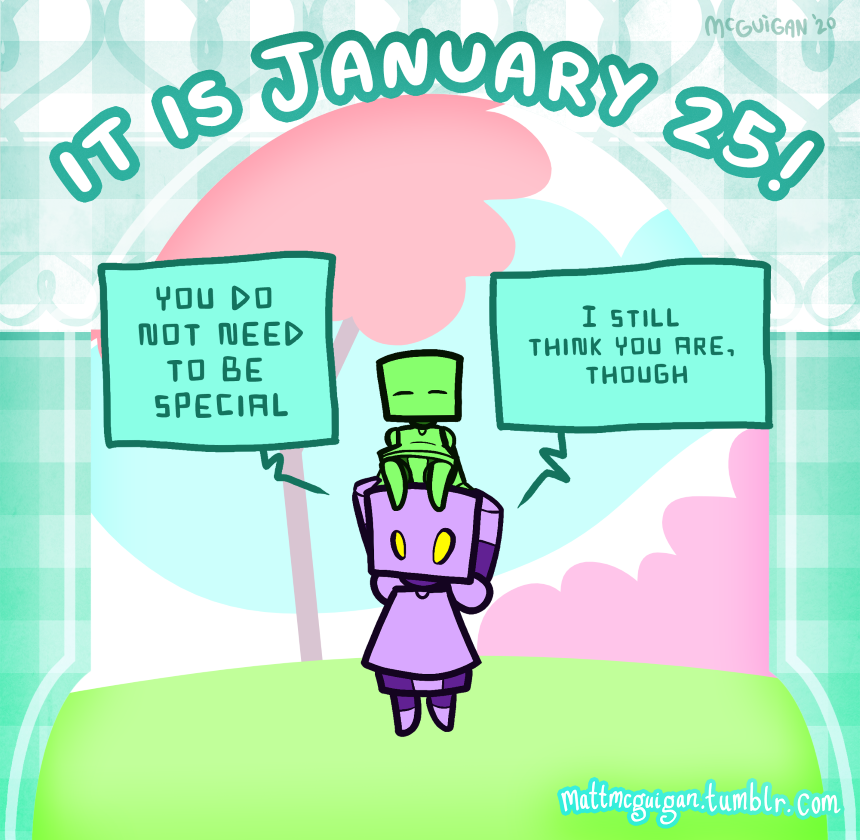 McGUiGAN '20
IT IS JANUARY 25!
YOU DO
NOT NEED
TO BE
SPECIAL
I STILL
THINK YOU ARE,
THOUGH
mattmcguigan.tumblr.com